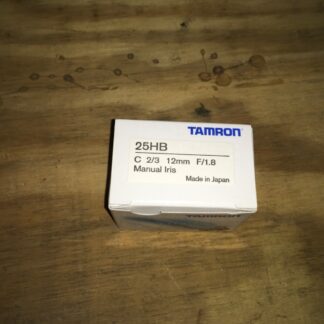 TAMRON
25HB
C 2/3 12mm F/1.8
Manual Iris
Made in Japan